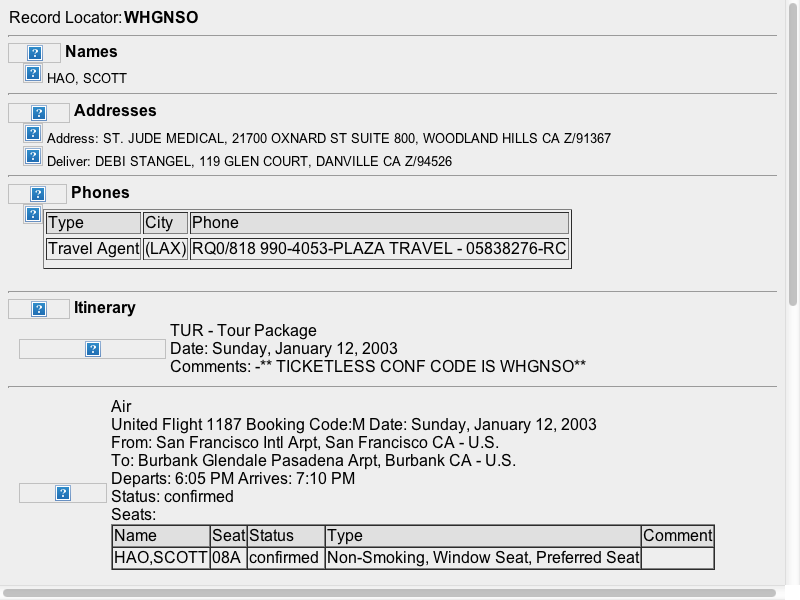 Record Locator:WHGNSO
Names
HAO, SCOTT
Addresses
Address: ST. JUDE MEDICAL, 21700 OXNARD ST SUITE 800, WOODLAND HILLS CA Z/91367
Deliver: DEBI STANGEL, 119 GLEN COURT, DANVILLE CA Z/94526
Phones
Type City Phone
Travel Agent (LAX) RQ0/818 990-4053-PLAZA TRAVEL - 05838276-RC
Itinerary
TUR - Tour Package
Date: Sunday, January 12, 2003
Comments: -** TICKETLESS CONF CODE IS WHGNSO**
Air
United Flight 1187 Booking Code:M Date: Sunday, January 12, 2003
From: San Francisco Intl Arpt, San Francisco CA - U.S.
To: Burbank Glendale Pasadena Arpt, Burbank CA - U.S.
Departs: 6:05 PM Arrives: 7:10 PM
Status: confirmed
Seats:
Name Seat Status Type Comment
HAO,SCOTT 08A confirmed Non-Smoking, Window Seat, Preferred Seat